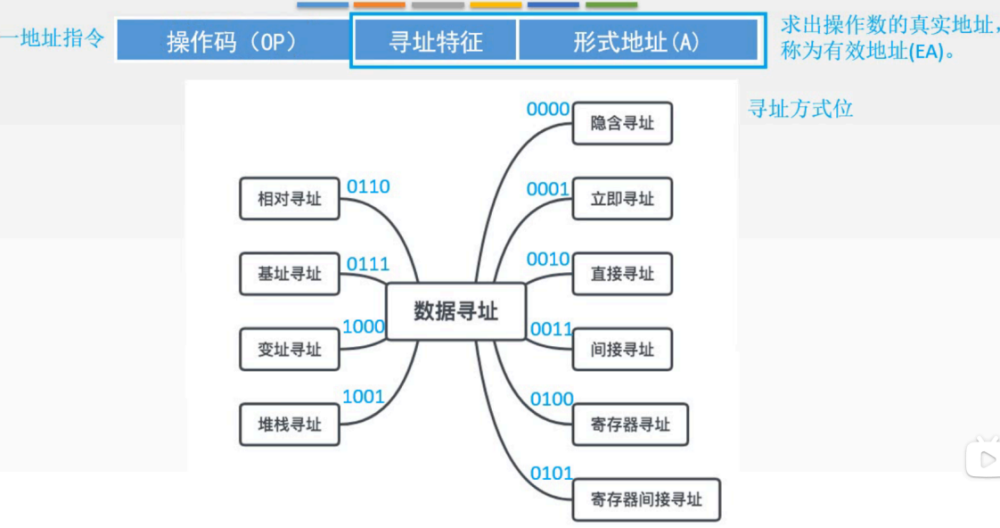 一地址指令
操作码（OP）
寻址特征
形式地址(A)
求出操作数的真实地址，
称为有效地址(EA)。
寻址方式位
数据寻址
0000
隐含寻址
0001
立即寻址
0010
直接寻址
0011
间接寻址
0100
寄存器寻址
0101
寄存器间接寻址
0110
相对寻址
0111
基址寻址
1000
变址寻址
1001
堆栈寻址